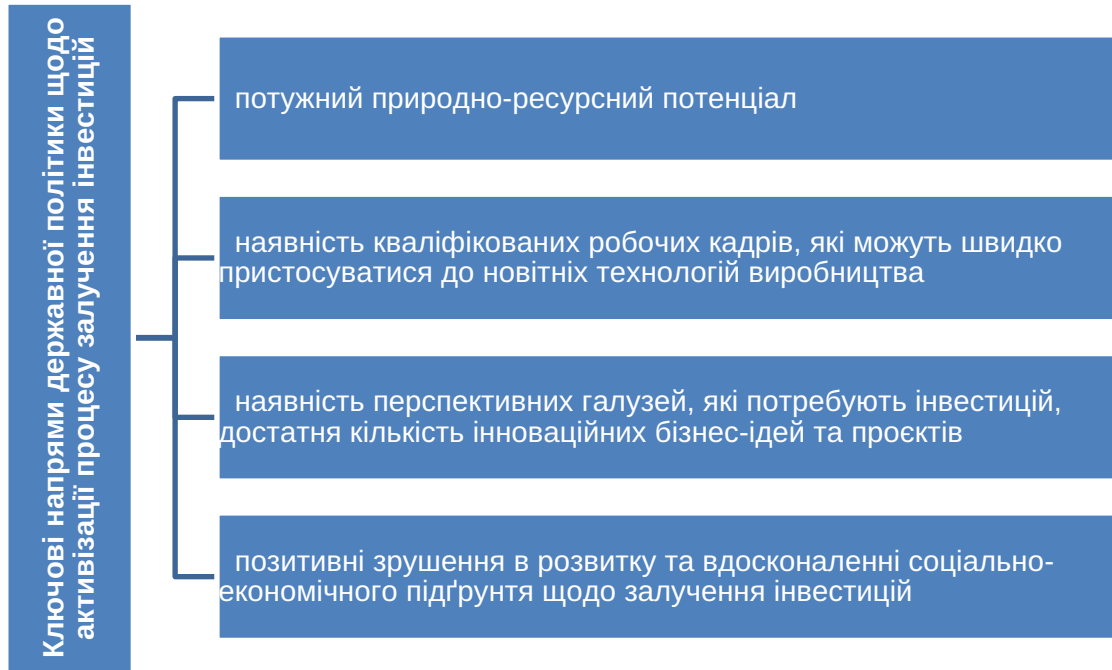 Ключові напрями державної політики щодо
активізації процесу залучення інвестицій
потужний природно-ресурсний потенціал
наявність кваліфікованих робочих кадрів, які можуть швидко
пристосуватися до новітніх технологій виробництва
наявність перспективних галузей, які потребують інвестицій,
достатня кількість інноваційних бізнес-ідей та проєктів
позитивні зрушення в розвитку та вдосконаленні соціально-
економічного підґрунтя щодо залучення інвестицій